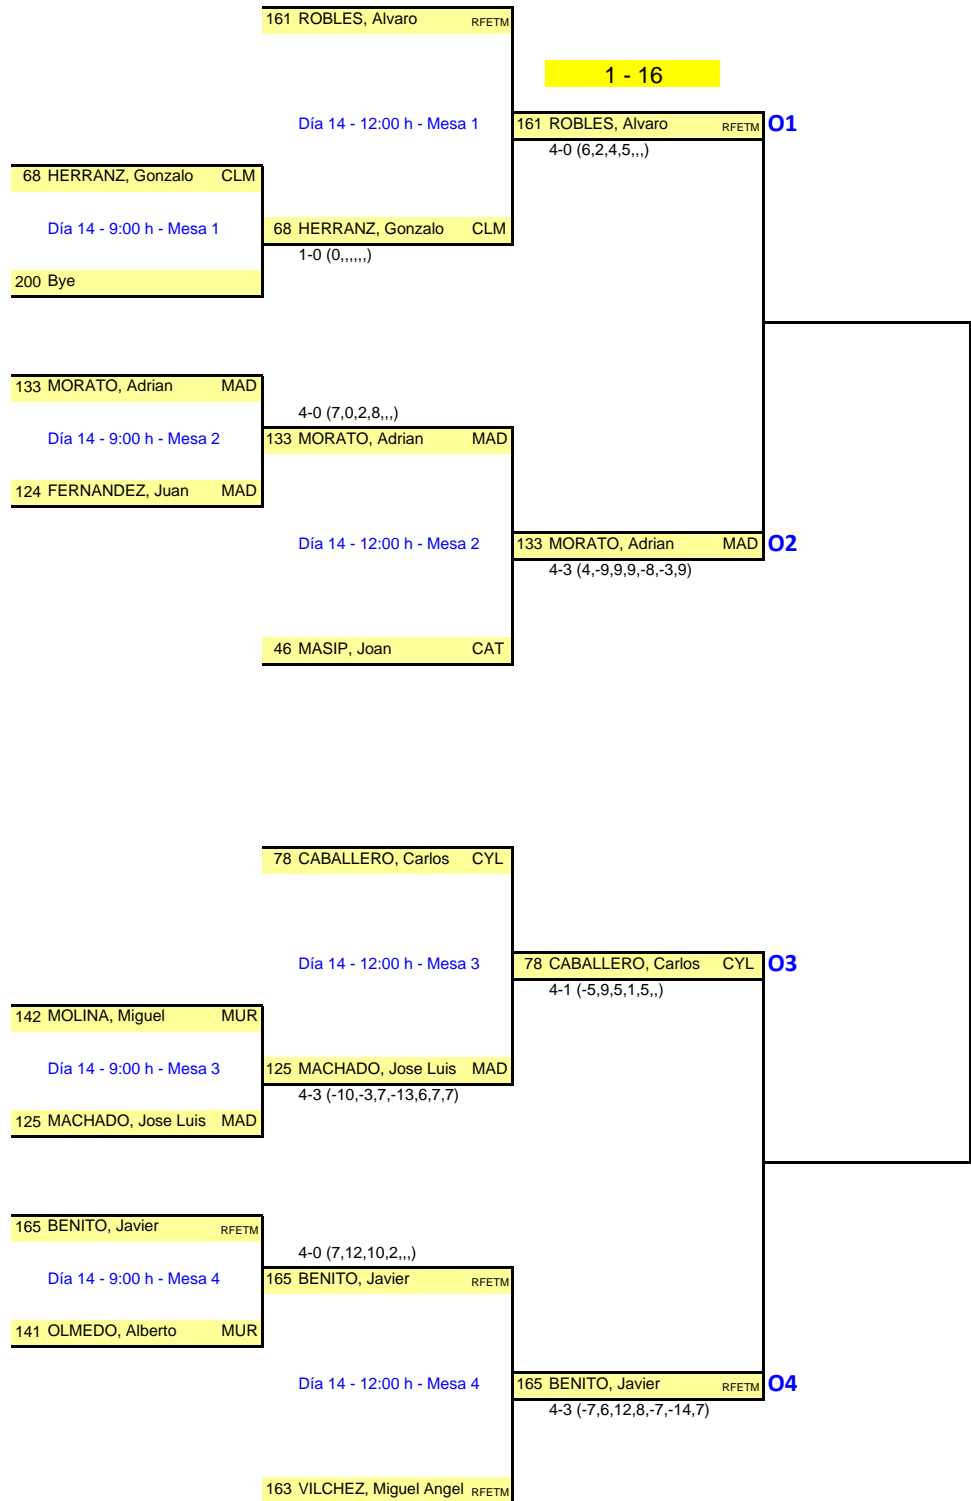 161 ROBLES, Alvaro RFETM
1 - 16
Día 14 - 12:00 h - Mesa 1
161 ROBLES, Alvaro RFETM O1
4-0 (6,2,4,5,,,)
68 HERRANZ, Gonzalo CLM
Día 14 - 9:00 h - Mesa 1
68 HERRANZ, Gonzalo CLM
1-0 (0,,,,,,)
200 Bye
133 MORATO, Adrian MAD
4-0 (7,0,2,8,,,)
Día 14 - 9:00 h - Mesa 2
133 MORATO, Adrian MAD
124 FERNANDEZ, Juan MAD
Día 14 - 12:00 h - Mesa 2
133 MORATO, Adrian MAD O2
4-3 (4,-9,9,9,-8,-3,9)
46 MASIP, Joan CAT
78 CABALLERO, Carlos CYL
Día 14 - 12:00 h - Mesa 3
78 CABALLERO, Carlos CYL O3
4-1 (-5,9,5,1,5,,)
142 MOLINA, Miguel MUR
Día 14 - 9:00 h - Mesa 3
125 MACHADO, Jose Luis MAD
4-3 (-10,-3,7,-13,6,7,7)
125 MACHADO, Jose Luis MAD
165 BENITO, Javier RFETM
4-0 (7,12,10,2,,,)
Día 14 - 9:00 h - Mesa 4
165 BENITO, Javier RFETM
141 OLMEDO, Alberto MUR
Día 14 - 12:00 h - Mesa 4
165 BENITO, Javier RFETM O4
4-3 (-7,6,12,8,-7,-14,7)
163 VILCHEZ, Miguel Angel RFETM